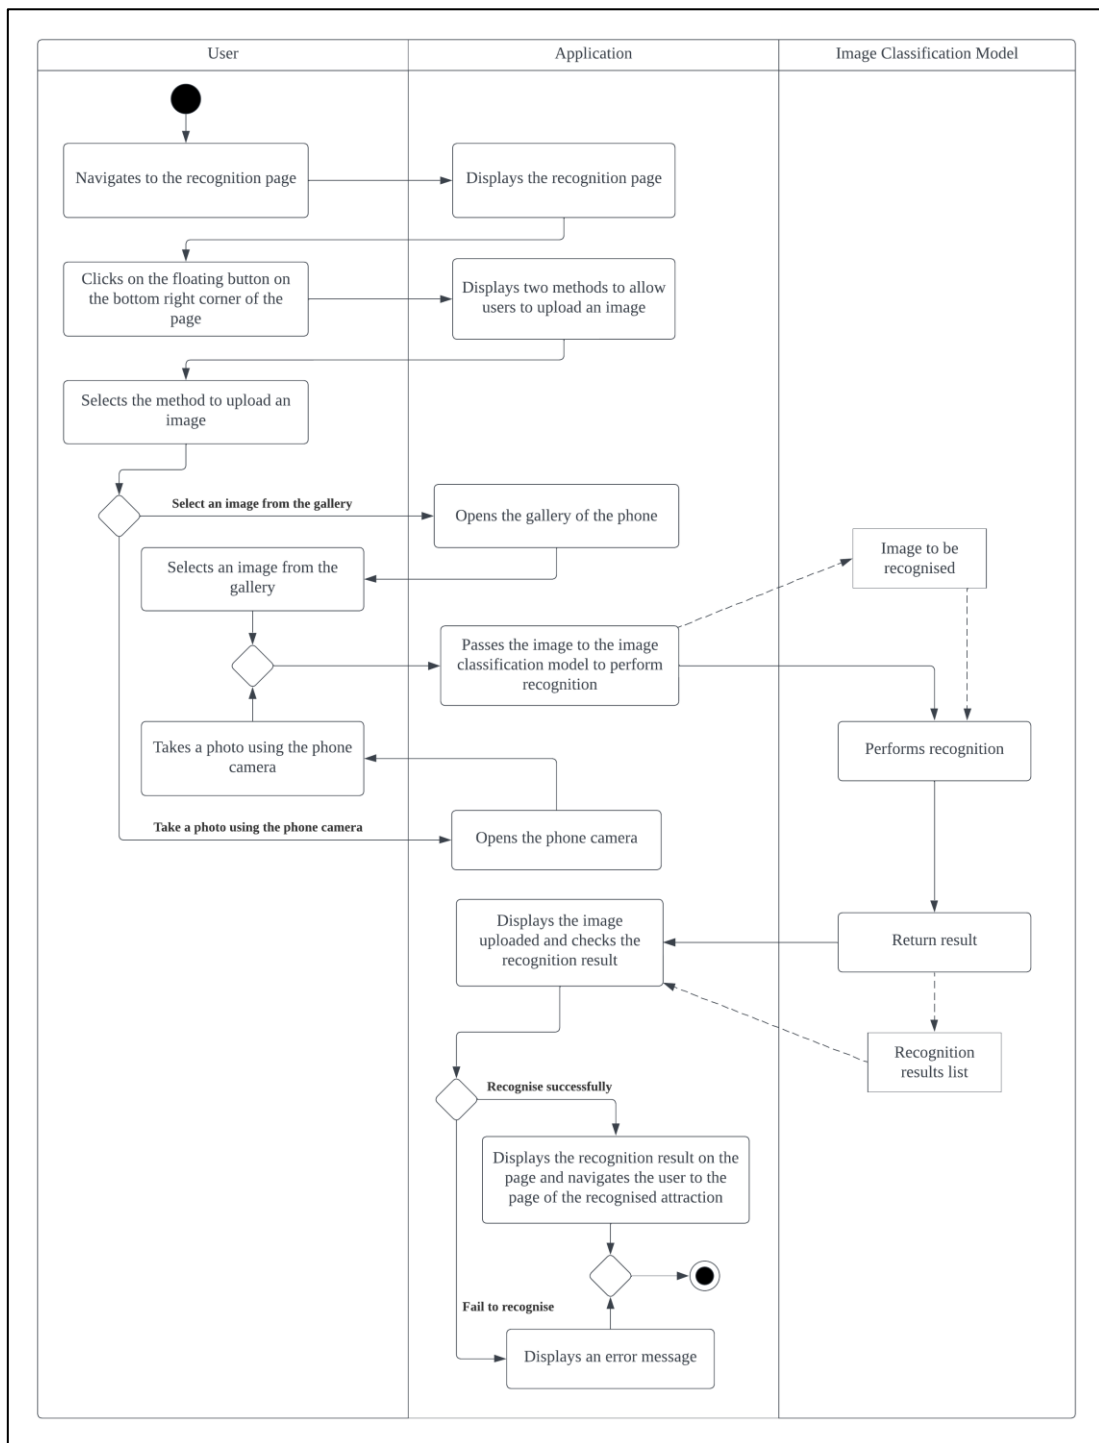 User
Application
Image Classification Model
Navigates to the recognition page
Displays the recognition page
Clicks on the floating button on
the bottom right corner of the
page
Displays two methods to allow
users to upload an image
Selects the method to upload an
image
Select an image from the gallery
Opens the gallery of the phone
Image to be
recognised
Selects an image from the
gallery
Passes the image to the image
classification model to perform
recognition
Takes a photo using the phone
camera
Performs recognition
Take a photo using the phone camera
Opens the phone camera
Displays the image
uploaded and checks the
recognition result
Return result
Recognition
results list
Recognise successfully
Displays the recognition result on the
page and navigates the user to the
page of the recognised attraction
Fail to recognise
Displays an error message